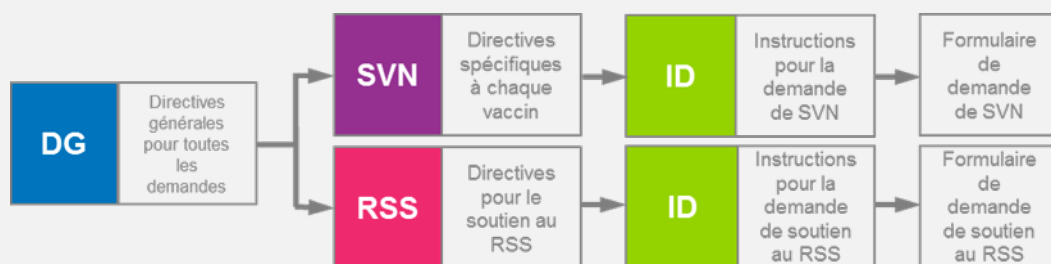 DG
Directives
générales
pour toutes
les
demandes
SVN
Directives
spécifiques
à chaque
vaccin
ID
Instructions
pour la
demande
de SVN
Formulaire
de
demande
de SVN
RSS
Directives
pour le
soutien au
RSS
ID
Instructions
pour la
demande
de soutien
au RSS
Formulaire
de
demande
de soutien
au RSS